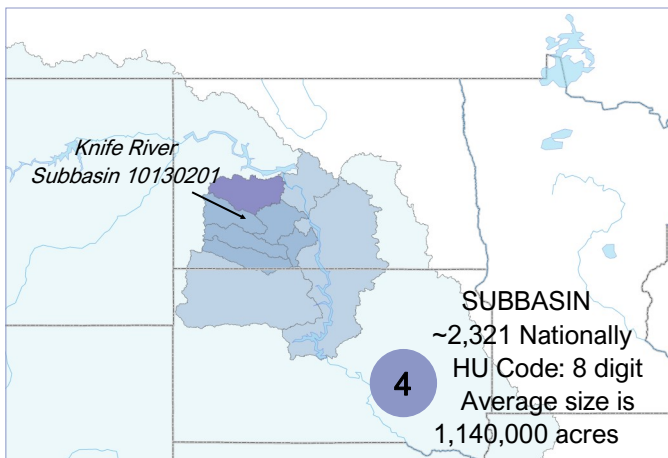 Knife River
Subbasin 10130201
SUBBASIN
~2,321 Nationally
4
HU Code: 8 digit
Average size is
1,140,000 acres